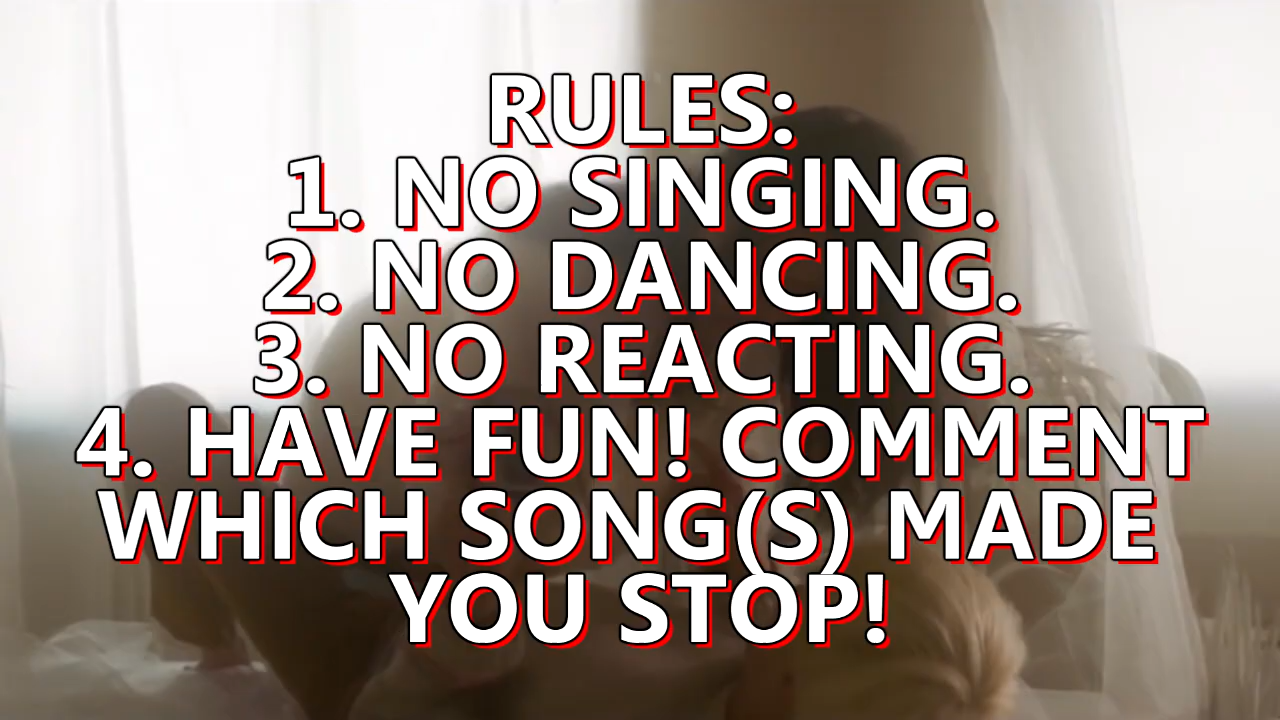 RULES:
1. NO SINGING.
2. NO DANCING.
3. NO REACTING.
4. HAVE FUN! COMMENT
WHICH SONG(S) MADE
YOU STOP!